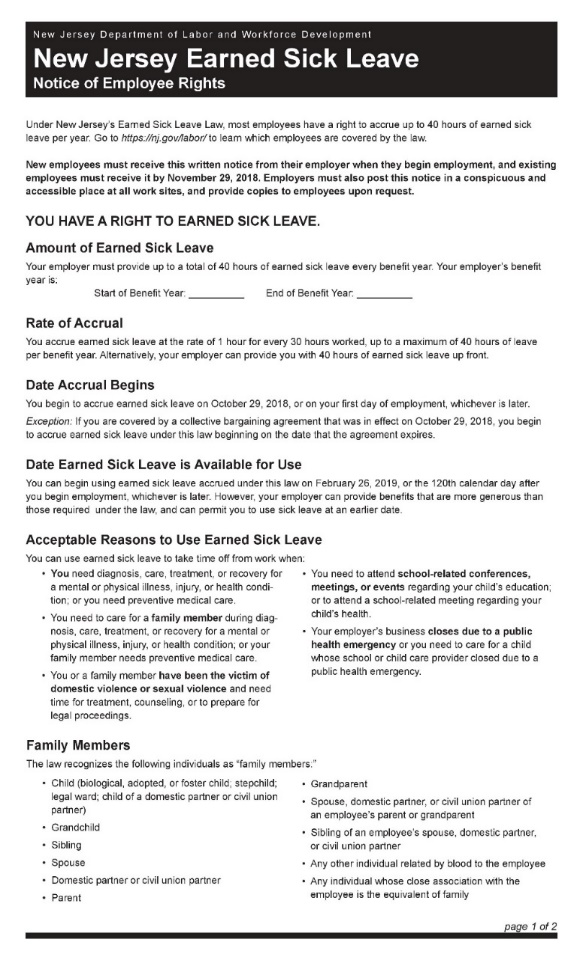 New Jersey Department of Labor and Workforce Development
New Jersey Earned Sick Leave
Notice of Employee Rights
Under New Jersey's Earned Sick Leave Law, most employees have a right to accrue up to 40 hours of earned sick
leave per year. Go to https://nj.gov/labor/ to learn which employees are covered by the law.
New employees must receive this written notice from their employer when they begin employment, and existing
employees must receive it by November 29, 2018. Employers must also post this notice in a conspicuous and
accessible place at all work sites, and provide copies to employees upon request.
YOU HAVE A RIGHT TO EARNED SICK LEAVE.
Amount of Earned Sick Leave
Your employer must provide up to a total of 40 hours of earned sick leave every benefit year. Your employer's benefit
year is:
Start of Benefit Year: __________ End of Benefit Year: __________
Rate of Accrual
You accrue earned sick leave at the rate of 1 hour for every 30 hours worked, up to a maximum of 40 hours of leave
per benefit year. Alternatively, your employer can provide you with 40 hours of earned sick leave up front.
Date Accrual Begins
You begin to accrue earned sick leave on October 29, 2018, or on your first day of employment, whichever is later.
Exception: If you are covered by a collective bargaining agreement that was in effect on October 29, 2018, you begin
to accrue earned sick leave under this law beginning on the date that the agreement expires.
Date Earned Sick Leave is Available for Use
You can begin using earned sick leave accrued under this law on February 26, 2019, or the 120th calendar day after
you begin employment, whichever is later. However, your employer can provide benefits that are more generous than
those required under the law, and can permit you to use sick leave at an earlier date.
Acceptable Reasons to Use Earned Sick Leave
You can use earned sick leave to take time off from work when:
• You need diagnosis, care, treatment, or recovery for
a mental or physical illness, injury, or health condi-
tion; or you need preventive medical care.
• You need to care for a family member during diag-
nosis, care, treatment, or recovery for a mental or
physical illness, injury, or health condition; or your
family member needs preventive medical care.
• You or a family member have been the victim of
domestic violence or sexual violence and need
time for treatment, counseling, or to prepare for
legal proceedings.
• You need to attend school-related conferences,
meetings, or events regarding your child's education;
or to attend a school-related meeting regarding your
child's health.
• Your employer's business closes due to a public
health emergency or you need to care for a child
whose school or child care provider closed due to a
public health emergency.
Family Members
The law recognizes the following individuals as "family members:"
• Child (biological, adopted, or foster child; stepchild;
legal ward; child of a domestic partner or civil union
partner)
• Grandchild
• Sibling
• Spouse
• Domestic partner or civil union partner
• Parent
• Grandparent
• Spouse, domestic partner, or civil union partner of
an employee's parent or grandparent
• Sibling of an employee's spouse, domestic partner,
or civil union partner
• Any other individual related by blood to the employee
• Any individual whose close association with the
employee is the equivalent of family
page 1 of 2